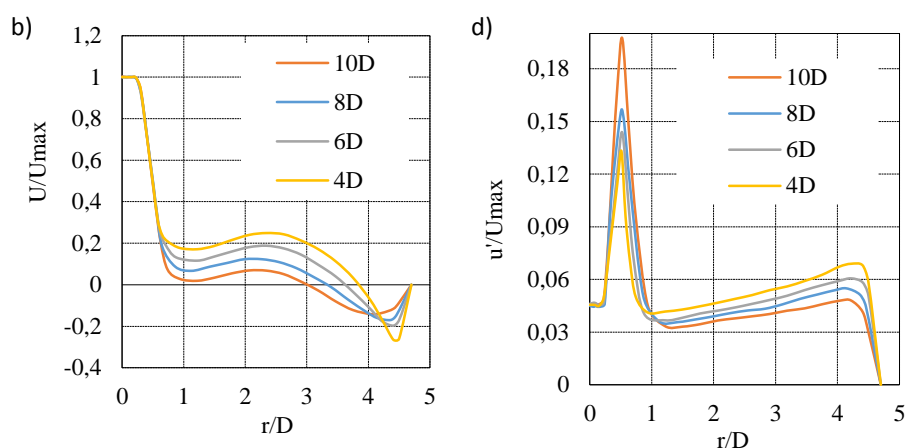 b)
U/Umax
1,2
1
0,8
0,6
0,4
0,2
0
-0,2
-0,4
10D
8D
6D
4D
0 1 2 3 4 5
r/D
d)
u'/Umax
0,18
0,15
0,12
0,09
0,06
0,03
0
10D
8D
6D
4D
0 1 2 3 4 5
r/D